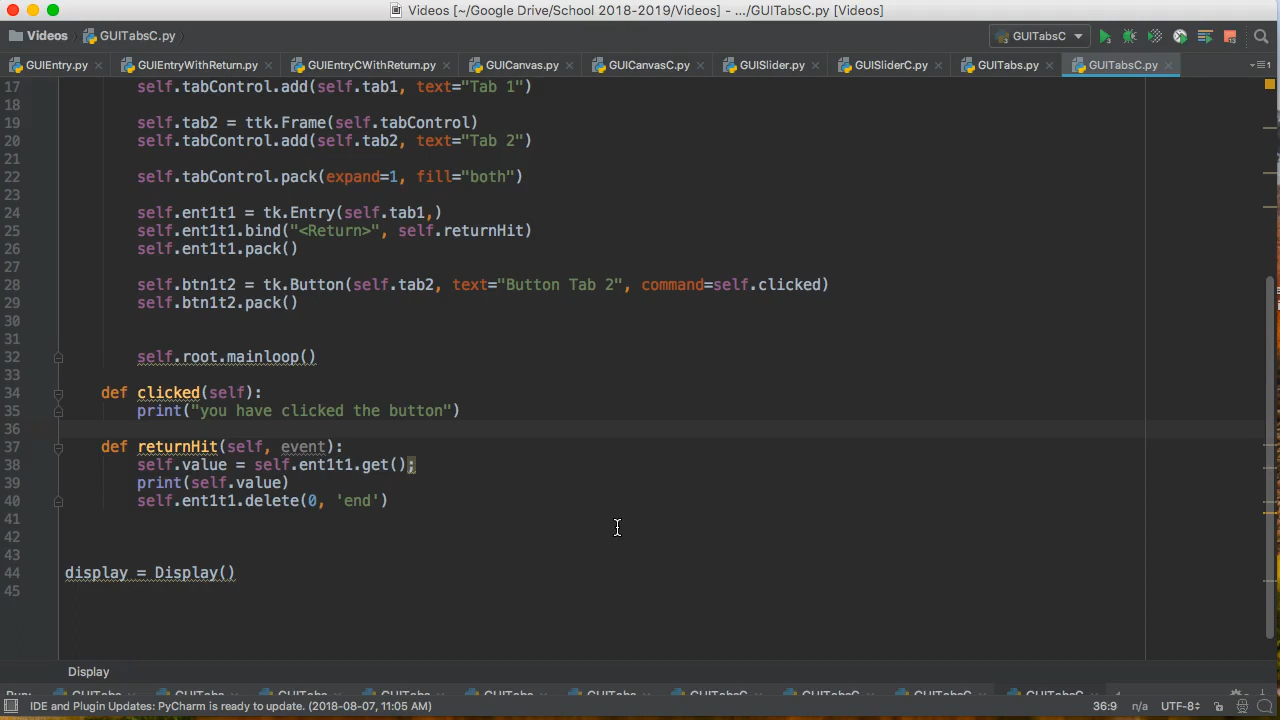 Videos [~/Google Drive/School 2018-2019/Videos] - .../GUITabsC.py [Videos]
Videos GUITabsC.py GUITabsC
GUIEntry.py GUIEntryWithReturn.py GUIEntryCWithReturn.py GUICanvas.py GUICanvasC.py GUISlider.py GUISliderC.py GUITabs.py GUITabsC.py
17 self.tabControl.add(self.tab1, text="Tab 1")
18
19 self.tab2 = ttk.Frame(self.tabControl)
20 self.tabControl.add(self.tab2, text="Tab 2")
21
22 self.tabControl.pack(expand=1, fill="both")
23
24 self.ent1t1 = tk.Entry(self.tab1,)
25 self.ent1t1.bind("<Return>", self.returnHit)
26 self.ent1t1.pack()
27
28 self.btn1t2 = tk.Button(self.tab2, text="Button Tab 2", command=self.clicked)
29 self.btn1t2.pack()
30
31
32 self.root.mainloop()
33
34 def clicked(self):
35 print("you have clicked the button")
36
37 def returnHit(self, event):
38 self.value = self.ent1t1.get();
39 print(self.value)
40 self.ent1t1.delete(0, 'end')
41
42
43
44 display = Display()
45
Display
Run: GUITabs GUITabs GUITabs GUITabs GUITabs GUITabs GUITabsC GUITabsC GUITabsC GUITabsC
IDE and Plugin Updates: PyCharm is ready to update. (2018-08-07, 11:05 AM) 36:9 n/a UTF-8